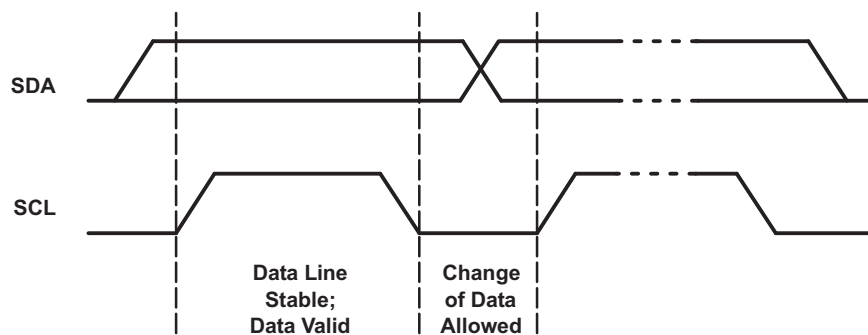 SDA
SCL
Data Line
Stable;
Data Valid
Change
of Data
Allowed